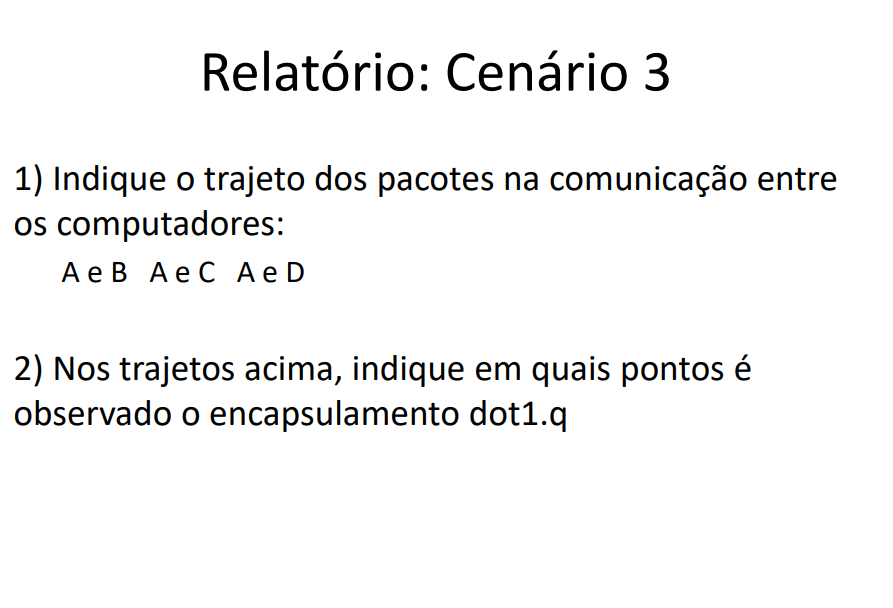 Relatório: Cenário 3
1) Indique o trajeto dos pacotes na comunicação entre
os computadores:
A e B A e C A e D
2) Nos trajetos acima, indique em quais pontos é
observado o encapsulamento dot1.q